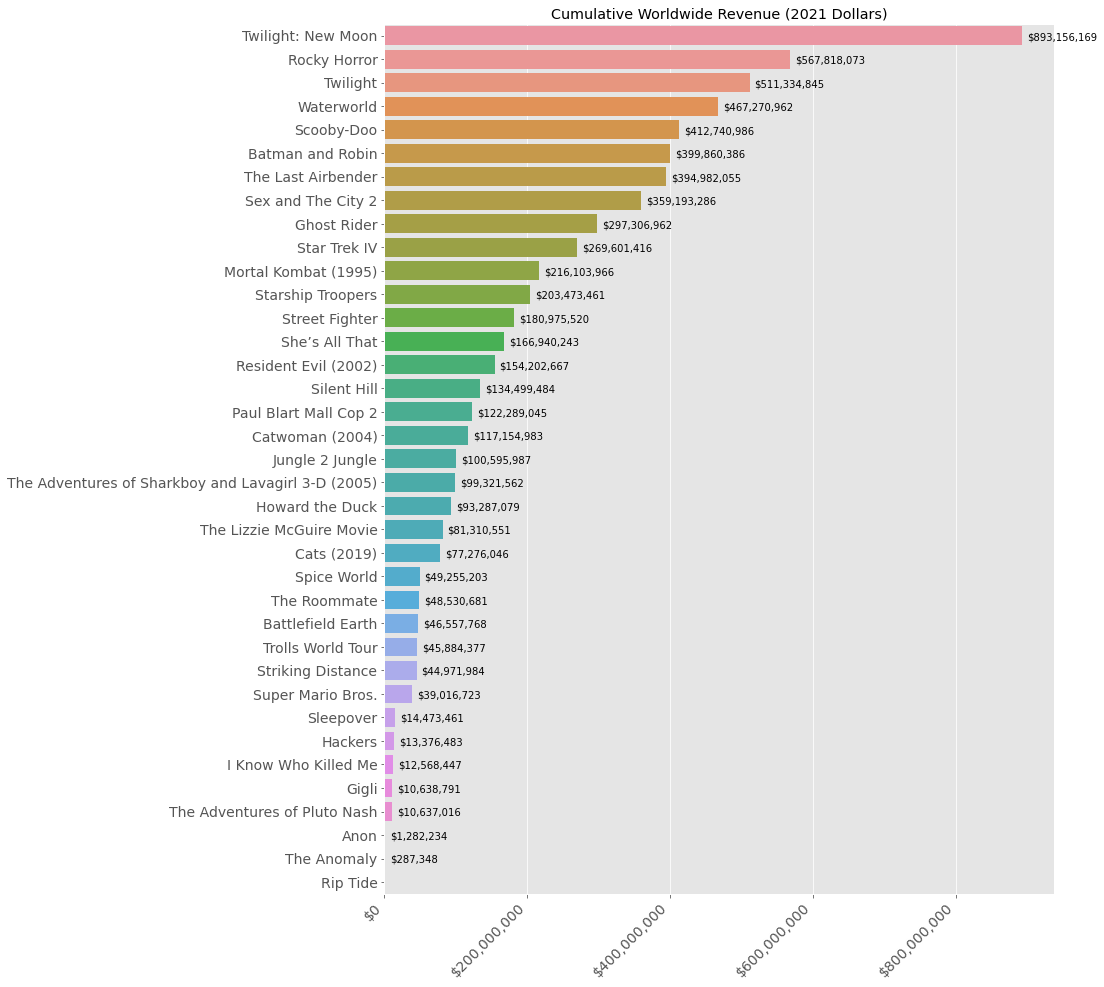 Cumulative Worldwide Revenue (2021 Dollars)
Twilight: New Moon $893,156,169
Rocky Horror $567,818,073
Twilight $511,334,845
Waterworld $467,270,962
Scooby-Doo $412,740,986
Batman and Robin $399,860,386
The Last Airbender $394,982,055
Sex and The City 2 $359,193,286
Ghost Rider $297,306,962
Star Trek IV $269,601,416
Mortal Kombat (1995) $216,103,966
Starship Troopers $203,473,461
Street Fighter $180,975,520
She’s All That $166,940,243
Resident Evil (2002) $154,202,667
Silent Hill $134,499,484
Paul Blart Mall Cop 2 $122,289,045
Catwoman (2004) $117,154,983
Jungle 2 Jungle $100,595,987
The Adventures of Sharkboy and Lavagirl 3-D (2005) $99,321,562
Howard the Duck $93,287,079
The Lizzie McGuire Movie $81,310,551
Cats (2019) $77,276,046
Spice World $49,255,203
The Roommate $48,530,681
Battlefield Earth $46,557,768
Trolls World Tour $45,884,377
Striking Distance $44,971,984
Super Mario Bros. $39,016,723
Sleepover $14,473,461
Hackers $13,376,483
I Know Who Killed Me $12,568,447
Gigli $10,638,791
The Adventures of Pluto Nash $10,637,016
Anon $1,282,234
The Anomaly $287,348
Rip Tide
$0 $200,000,000 $400,000,000 $600,000,000 $800,000,000